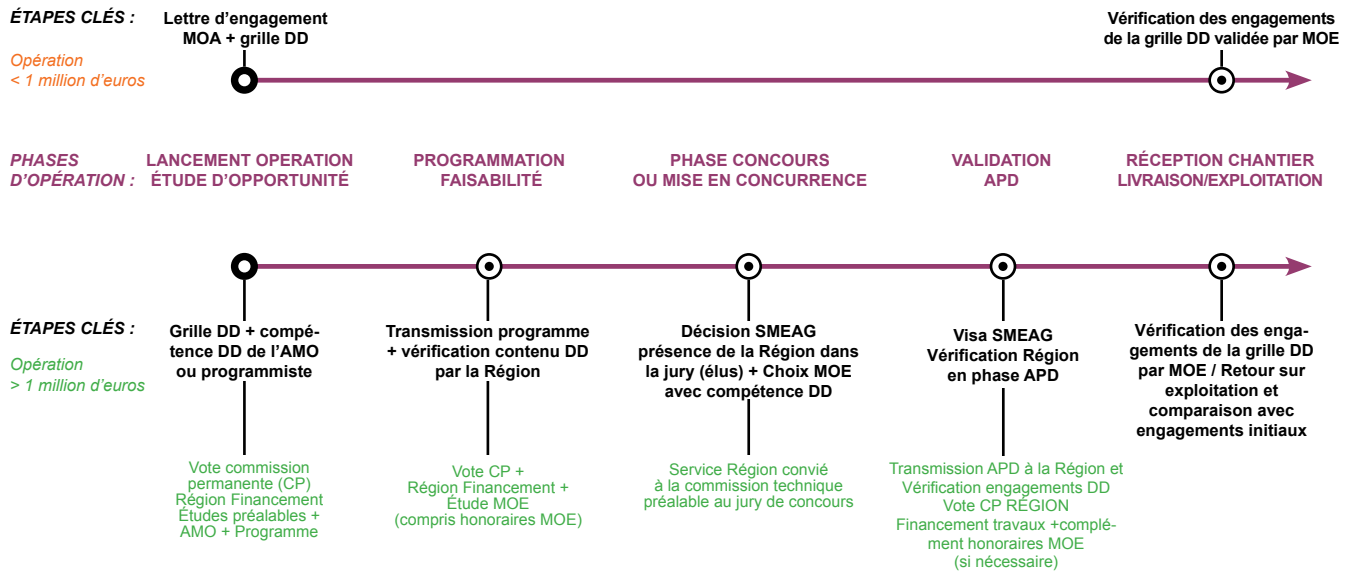 ÉTAPES CLÉS :
Opération
< 1 million d'euros
Lettre d'engagement
MOA + grille DD
Vérification des engagements
de la grille DD validée par MOE
PHASES
D'OPÉRATION :
LANCEMENT OPERATION
ÉTUDE D'OPPORTUNITÉ
PROGRAMMATION
FAISABILITÉ
PHASE CONCOURS
OU MISE EN CONCURRENCE
VALIDATION
APD
RÉCEPTION CHANTIER
LIVRAISON/EXPLOITATION
ÉTAPES CLÉS :
Opération
> 1 million d'euros
Grille DD + compé-
tence DD de l'AMO
ou programmiste
Transmission programme
+ vérification contenu DD
par la Région
Décision SMEAG
présence de la Région dans
la jury (élus) + Choix MOE
avec compétence DD
Visa SMEAG
Vérification Région
en phase APD
Vérification des enga-
gements de la grille DD
par MOE / Retour sur
exploitation et
comparaison avec
engagements initiaux
Vote commission
permanente (CP)
Région Financement
Études préalables +
AMO + Programme
Vote CP +
Région Financement +
Étude MOE
(compris honoraires MOE)
Service Région convié
à la commission technique
préalable au jury de concours
Transmission APD à la Région et
Vérification engagements DD
Vote CP RÉGION
Financement travaux +complé-
ment honoraires MOE
(si nécessaire)